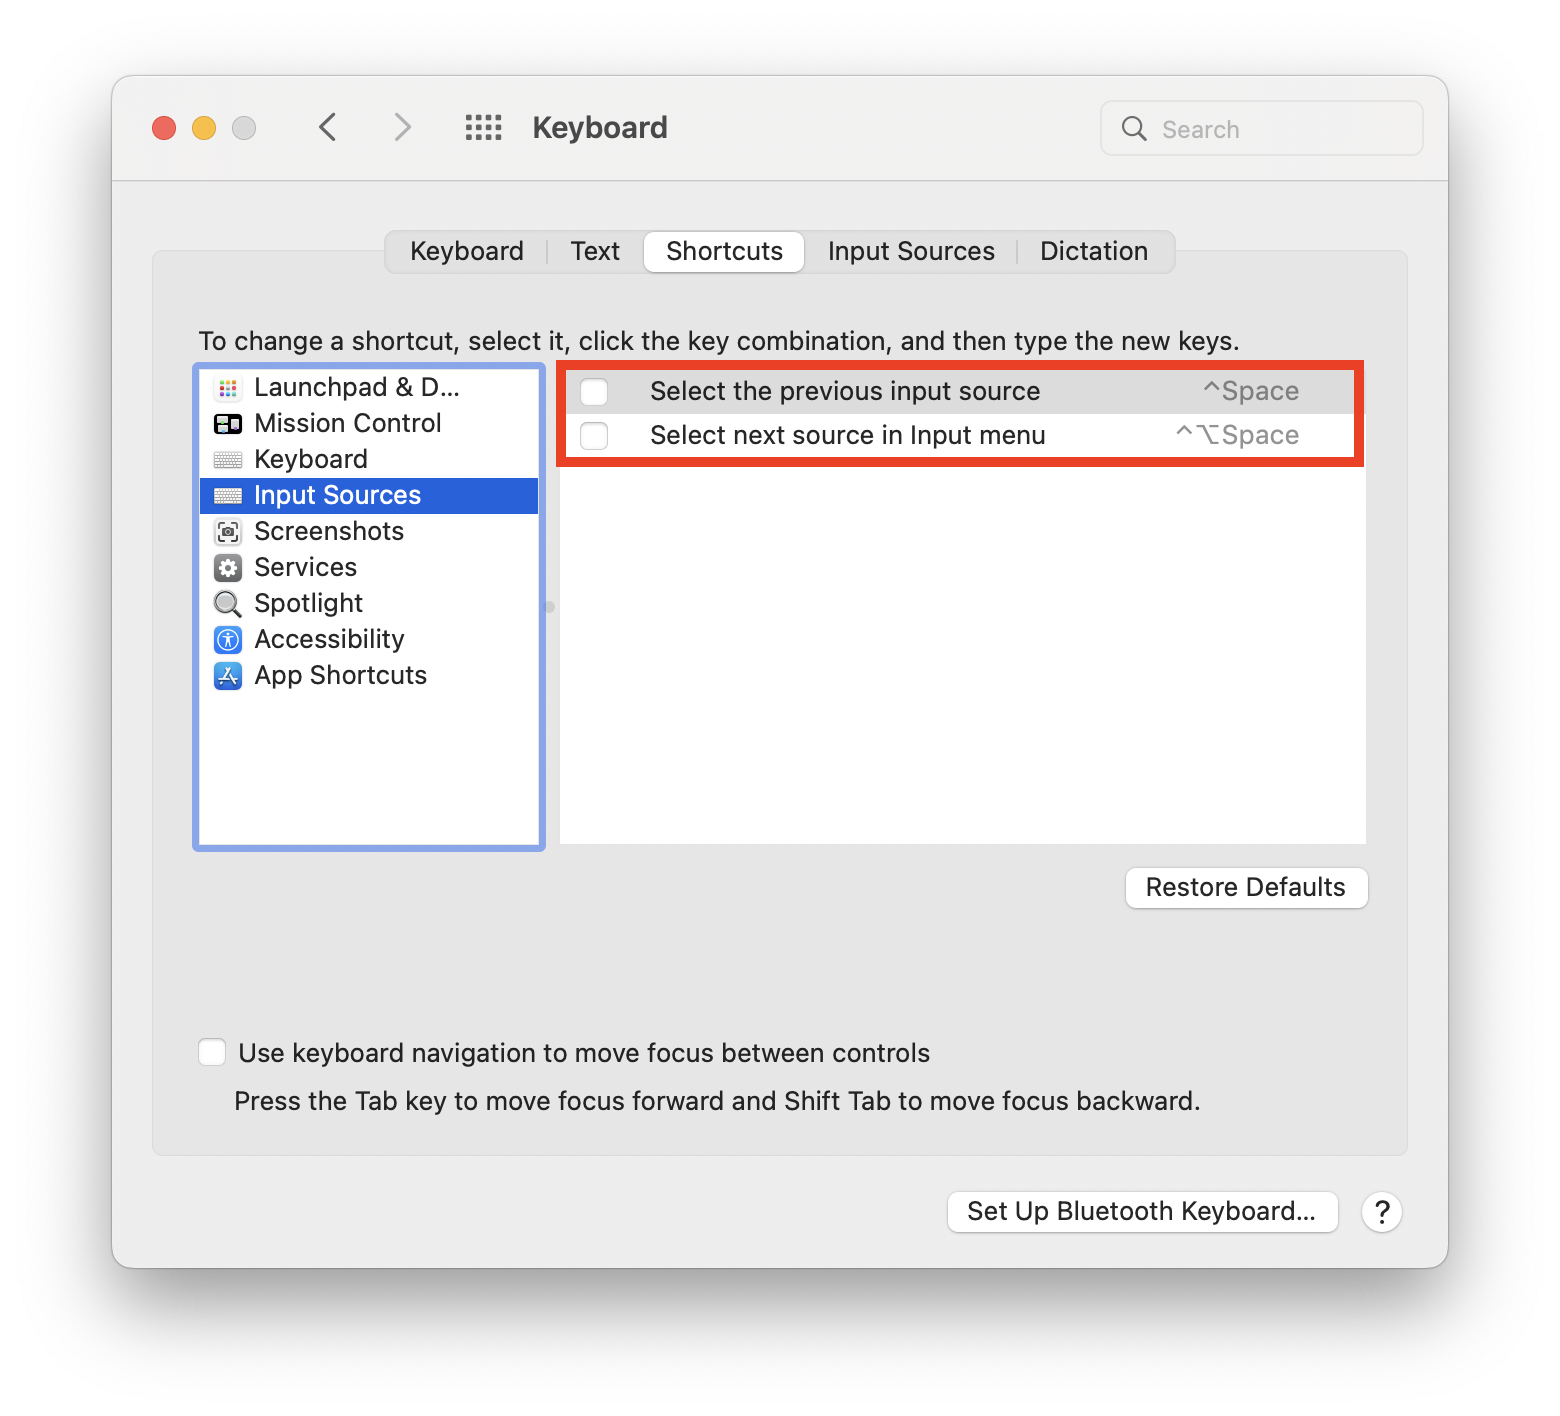 Keyboard
Search
Keyboard
Text
Shortcuts
Input Sources
Dictation
To change a shortcut, select it, click the key combination, and then type the new keys.
Launchpad & D...
Mission Control
Keyboard
Input Sources
Screenshots
Services
Spotlight
Accessibility
App Shortcuts
Select the previous input source ^Space
Select next source in Input menu ^⌥Space
Restore Defaults
Use keyboard navigation to move focus between controls
Press the Tab key to move focus forward and Shift Tab to move focus backward.
Set Up Bluetooth Keyboard...
?